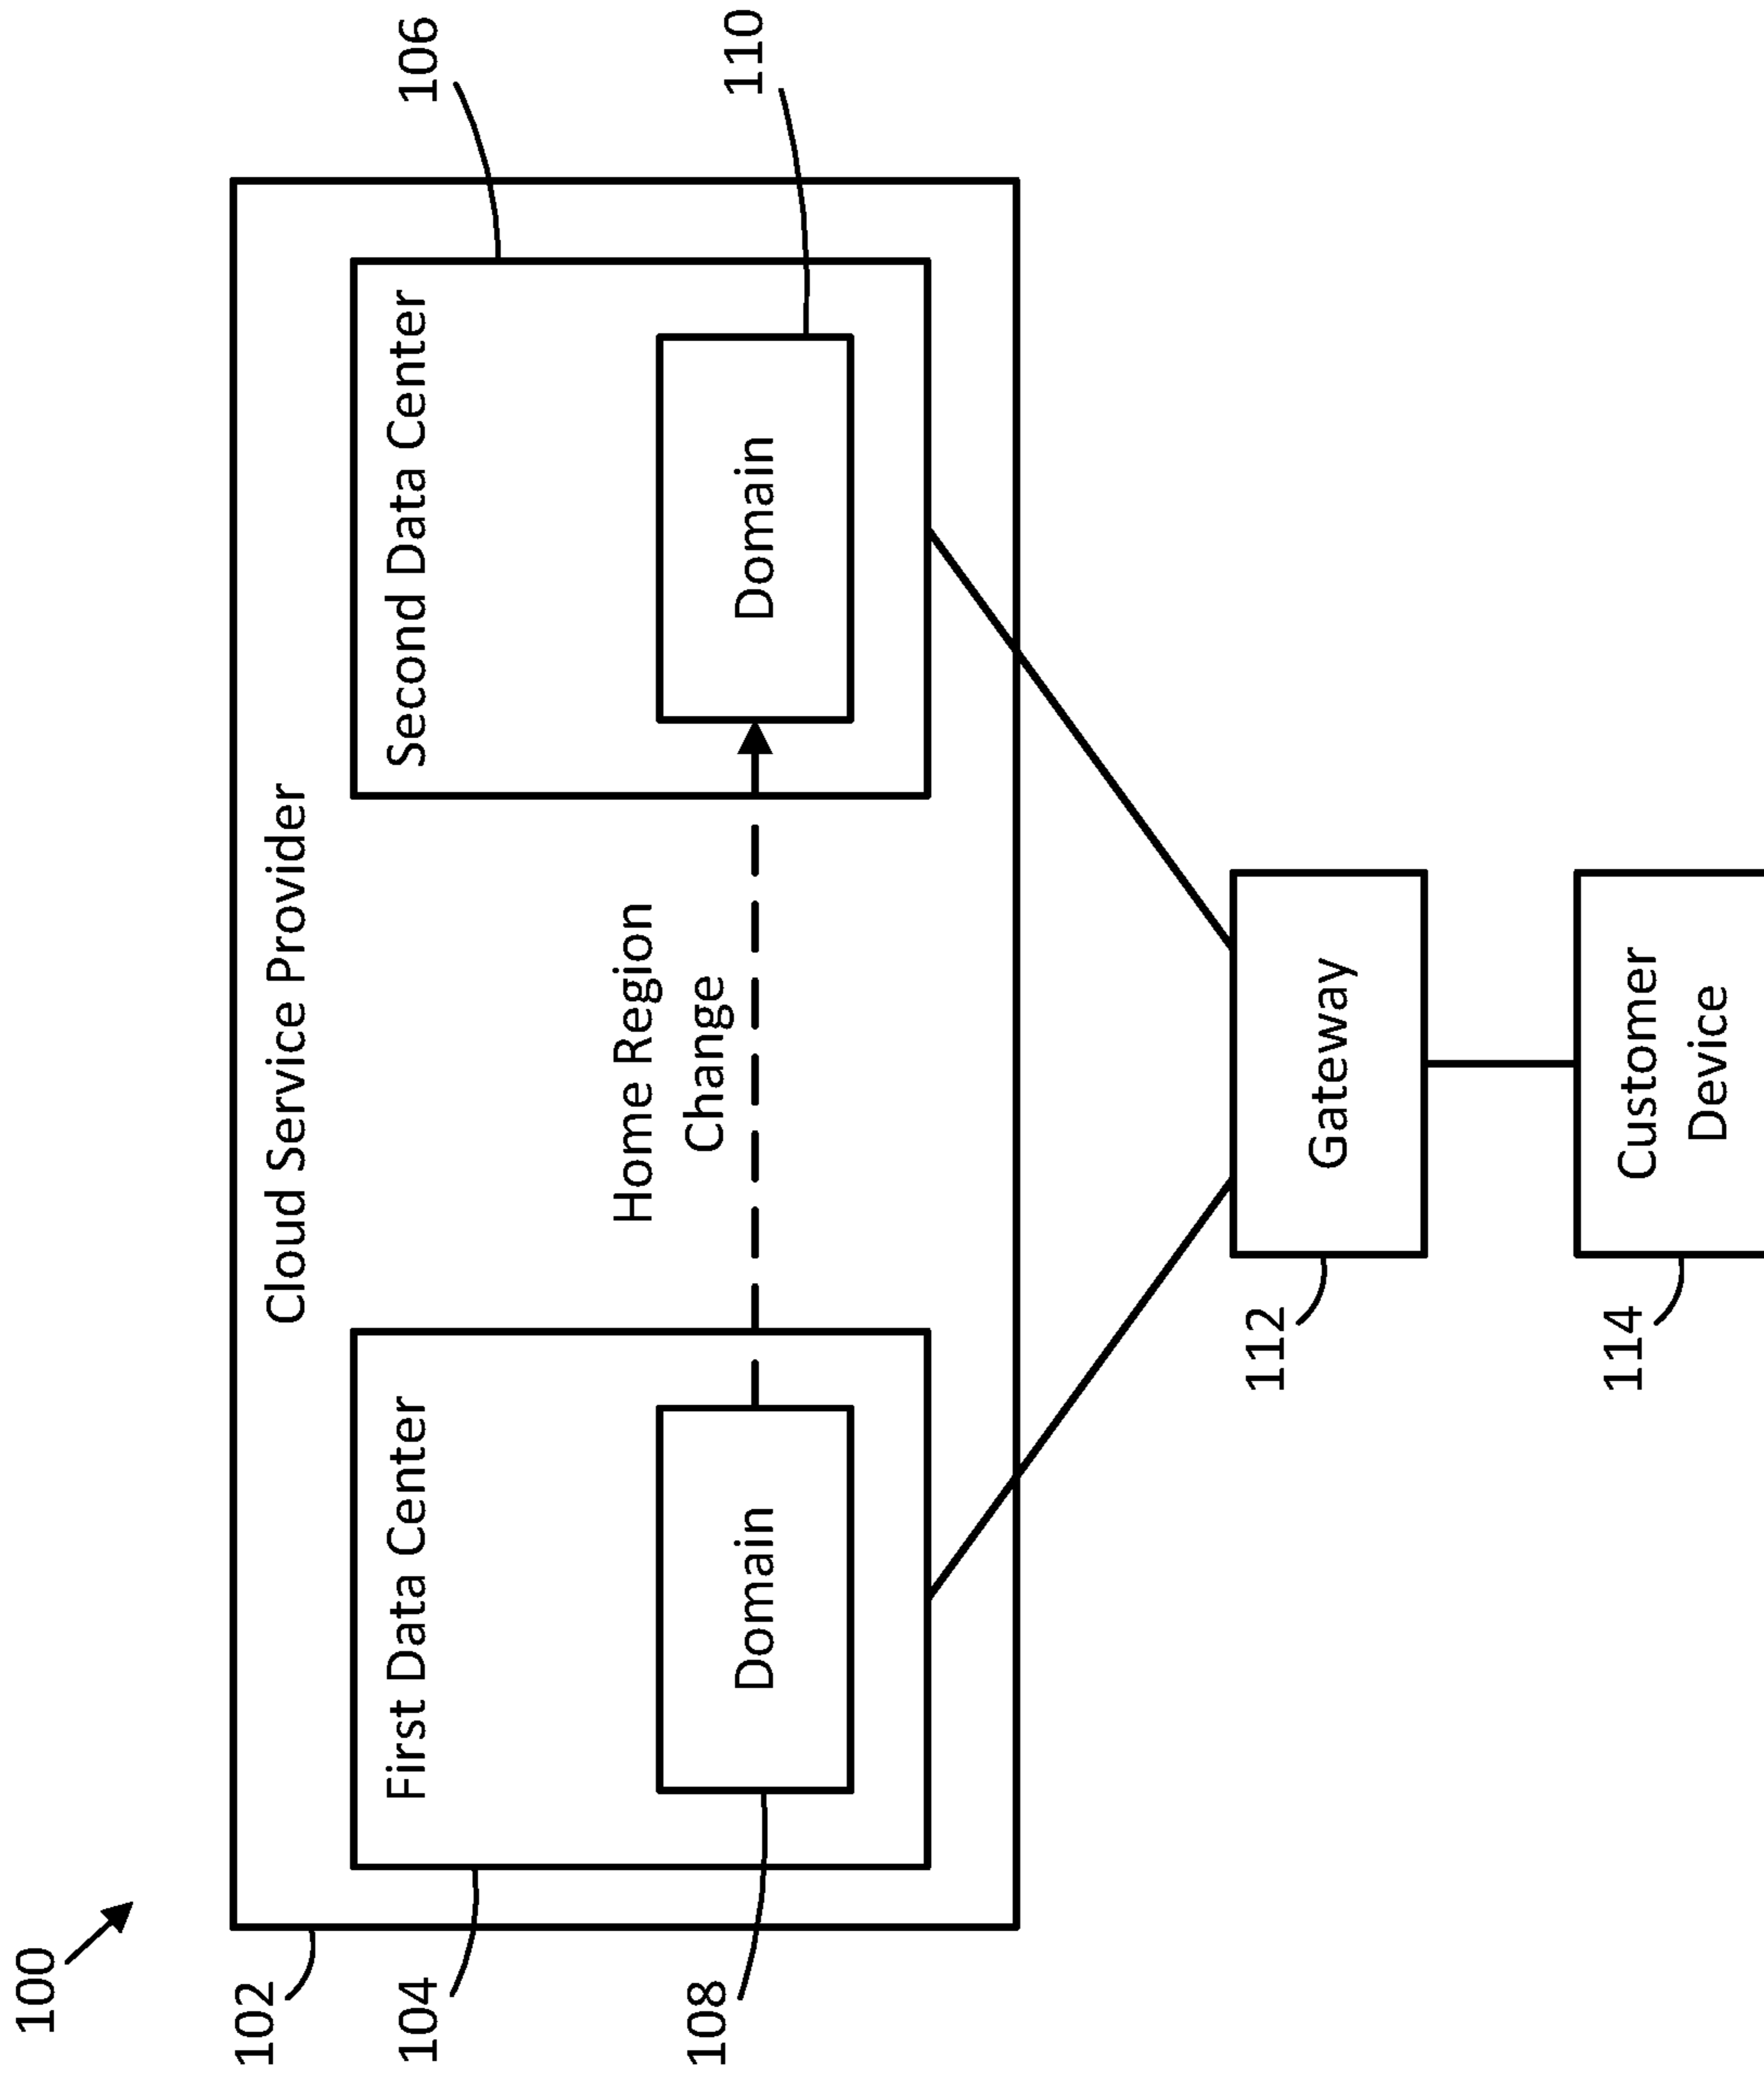 100
102
Cloud Service Provider
104
First Data Center
Second Data Center
106
Home Region
Change
108
Domain
Domain
110
112
Gateway
114
Customer
Device